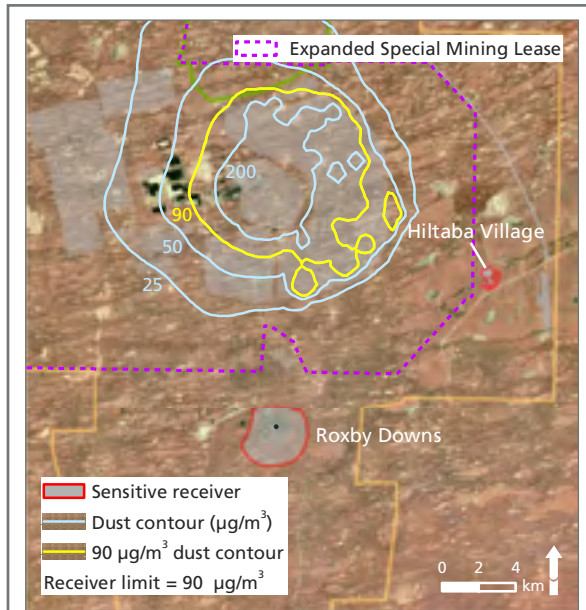 Expanded Special Mining Lease
200
90
50
25
Hiltaba Village
Roxby Downs
Sensitive receiver
Dust contour (µg/m³)
90 µg/m³ dust contour
Receiver limit = 90 µg/m³
0 2 4
km